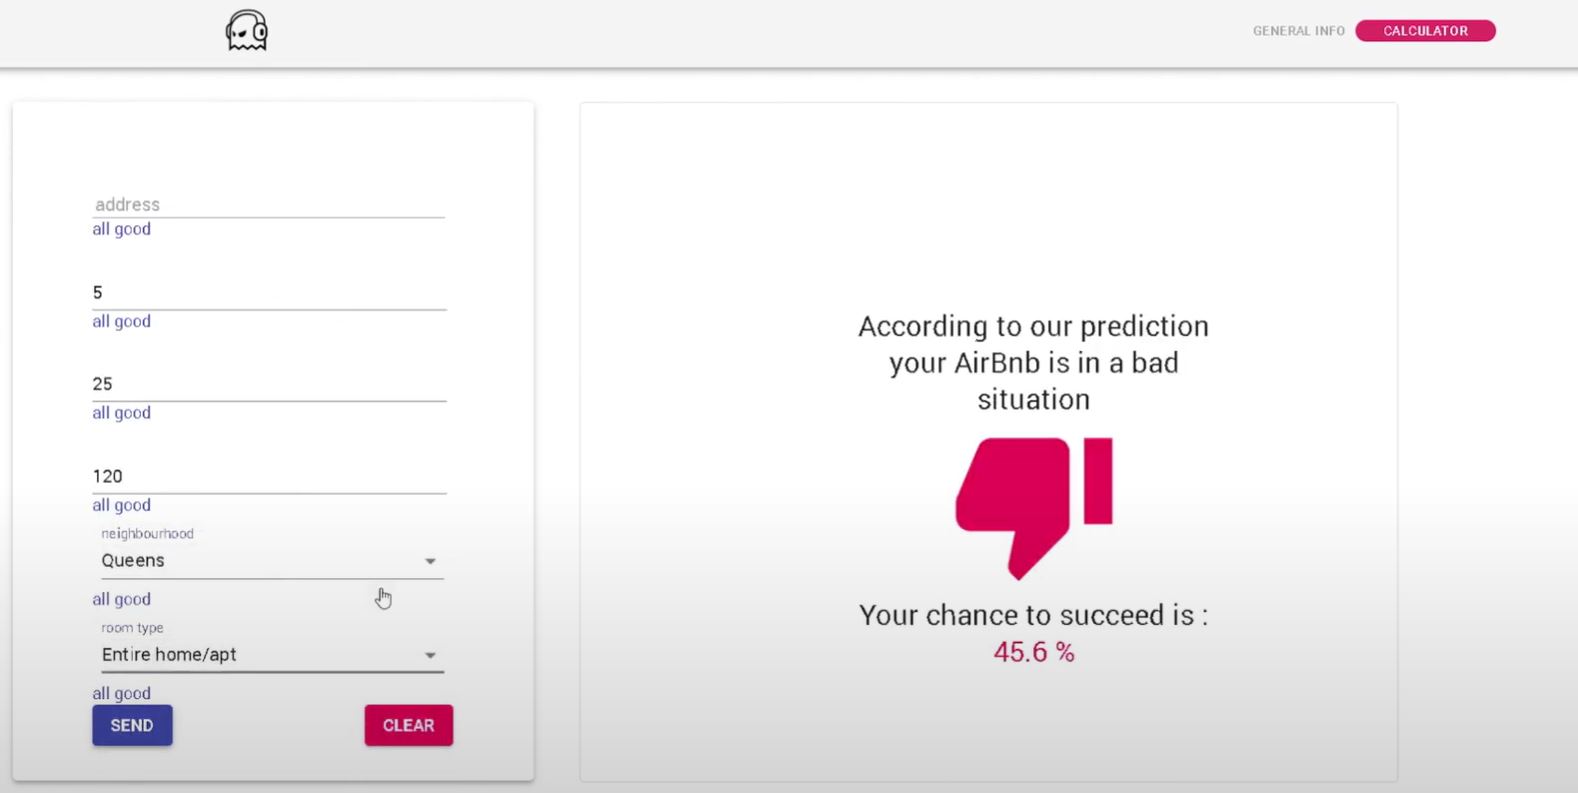 GENERAL INFO
CALCULATOR
address
all good
5
all good
25
all good
120
all good
neighbourhood
Queens
all good
room type
Entire home/apt
all good
SEND
CLEAR
According to our prediction
your AirBnb is in a bad
situation
Your chance to succeed is :
45.6 %